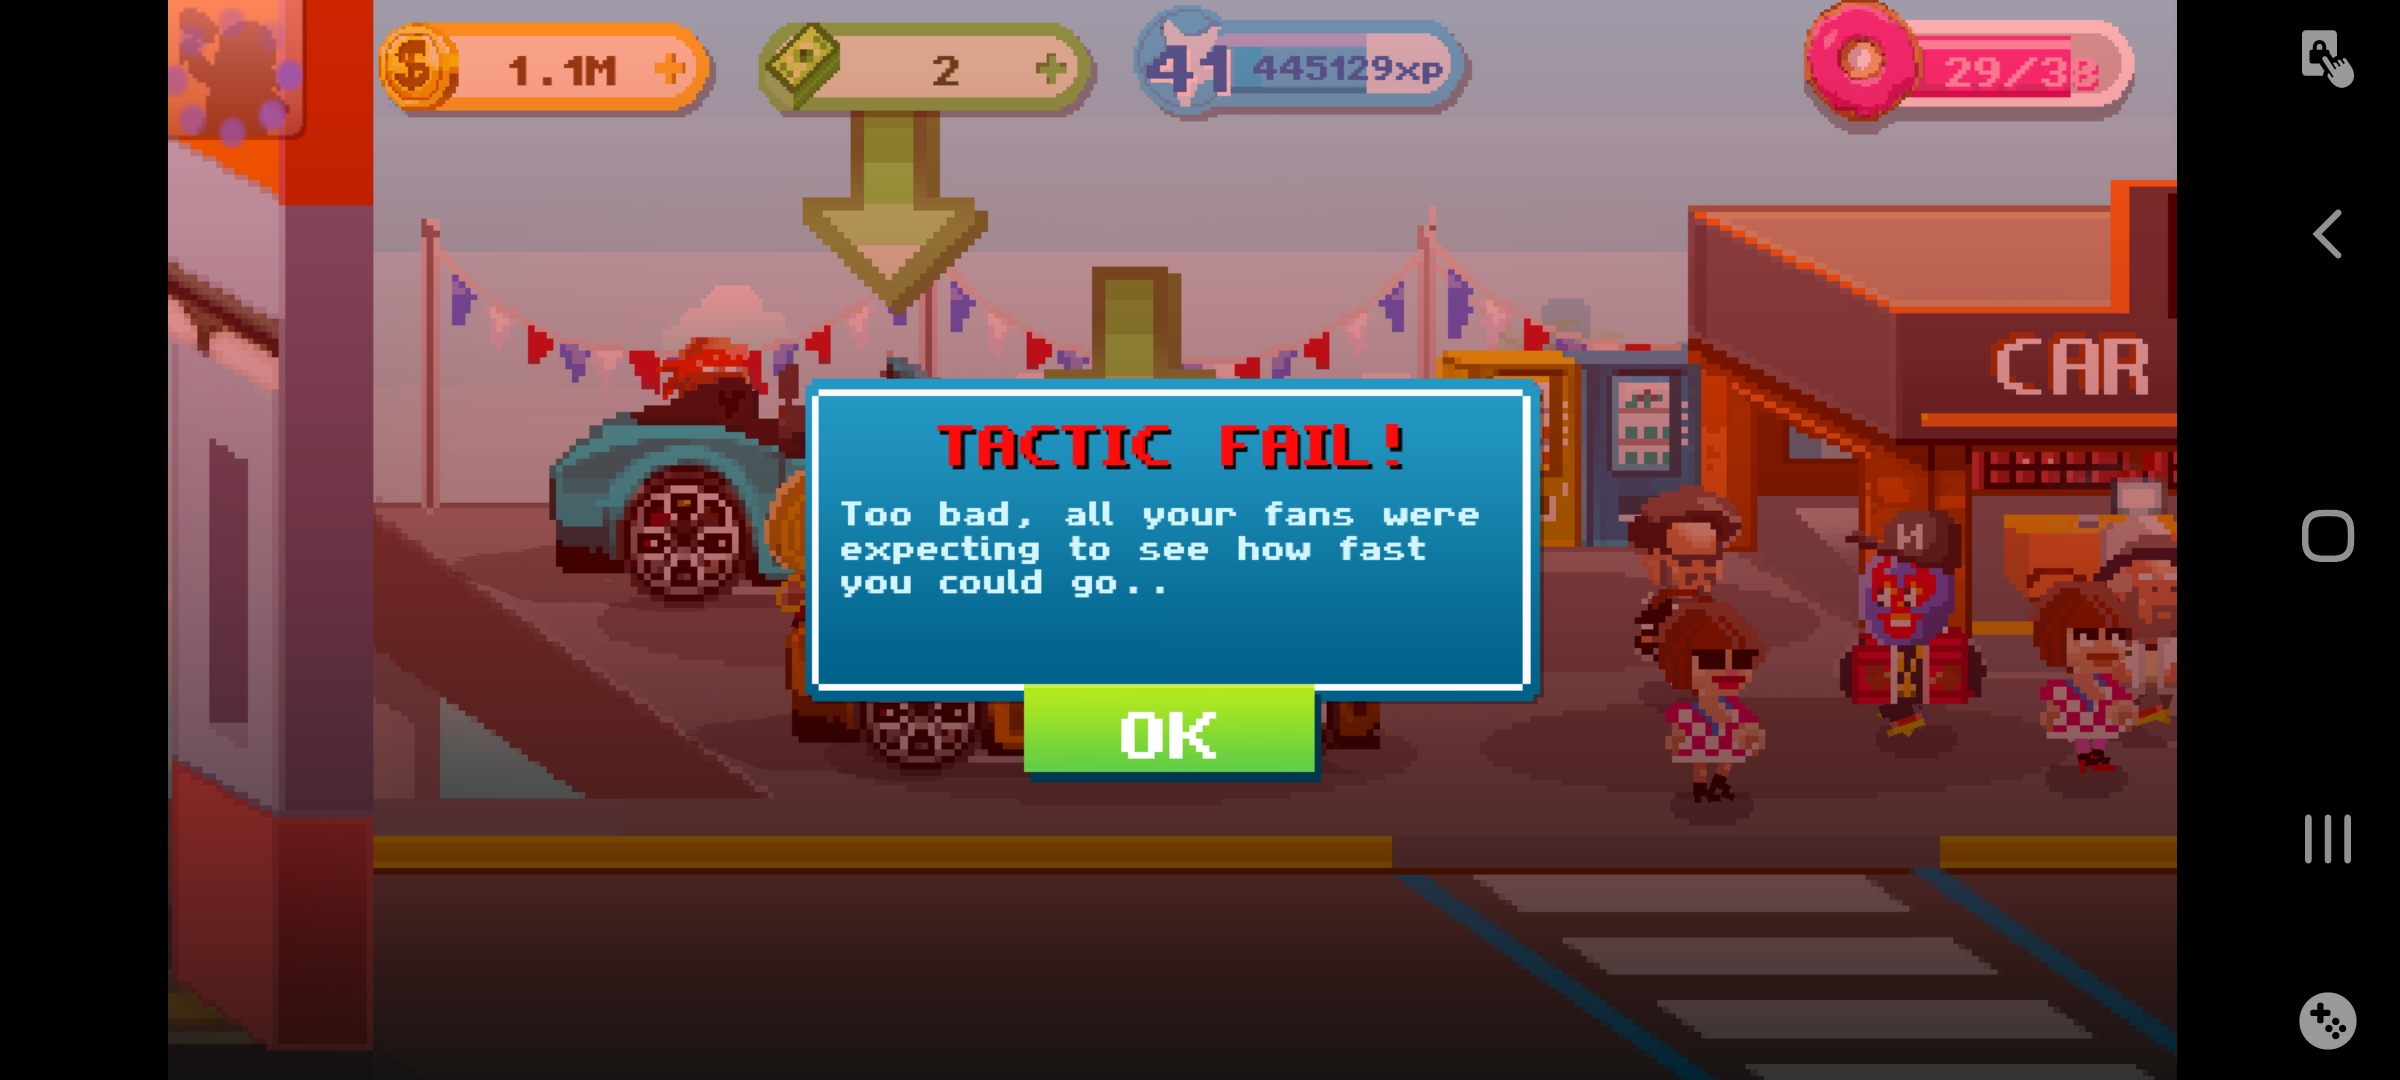 1.1M
2
41
445129xp
29/38
CAR
M
TACTIC FAIL!
Too bad, all your fans were
expecting to see how fast
you could go..
OK